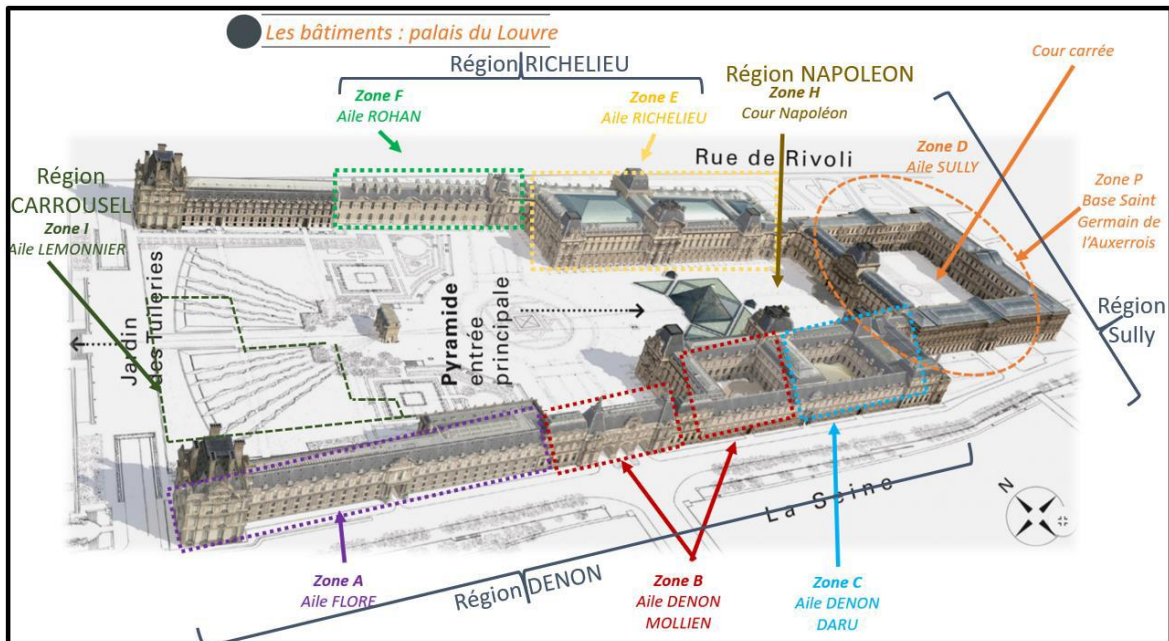 Les bâtiments : palais du Louvre
Région RICHELIEU
Zone F
Aile ROHAN
Zone E
Aile RICHELIEU
Région NAPOLEON
Zone H
Cour Napoléon
Cour carrée
Rue de Rivoli
Zone D
Aile SULLY
Zone P
Base Saint
Germain de
l'Auxerrois
Région
CARROUSEL
Zone I
Aile LEMONNIER
Région
Sully
Jardin
des Tuileries
Pyramide
entrée
principale
La Seine
N
Zone A
Aile FLORE
Région DENON
Zone B
Aile DENON
MOLLIEN
Zone C
Aile DENON
DARU